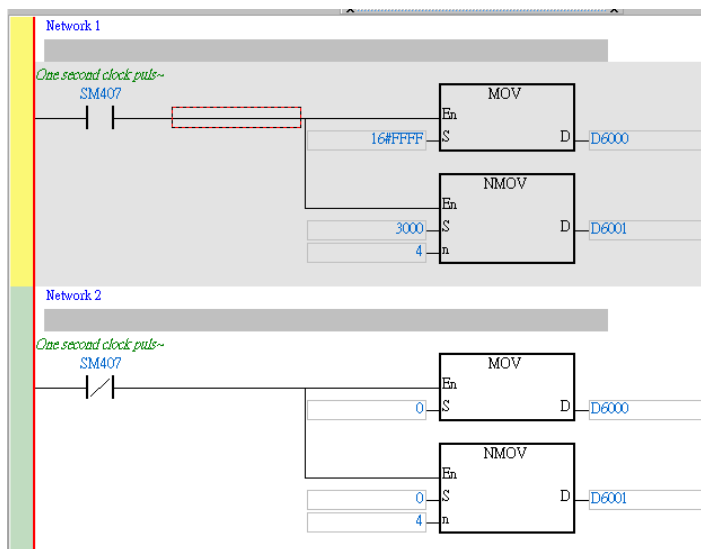 Network 1
One second clock puls~
SM407
MOV
En
16#FFFF S D D6000
NMOV
En
3000 S D D6001
4 n
Network 2
One second clock puls~
SM407
MOV
En
0 S D D6000
NMOV
En
0 S D D6001
4 n